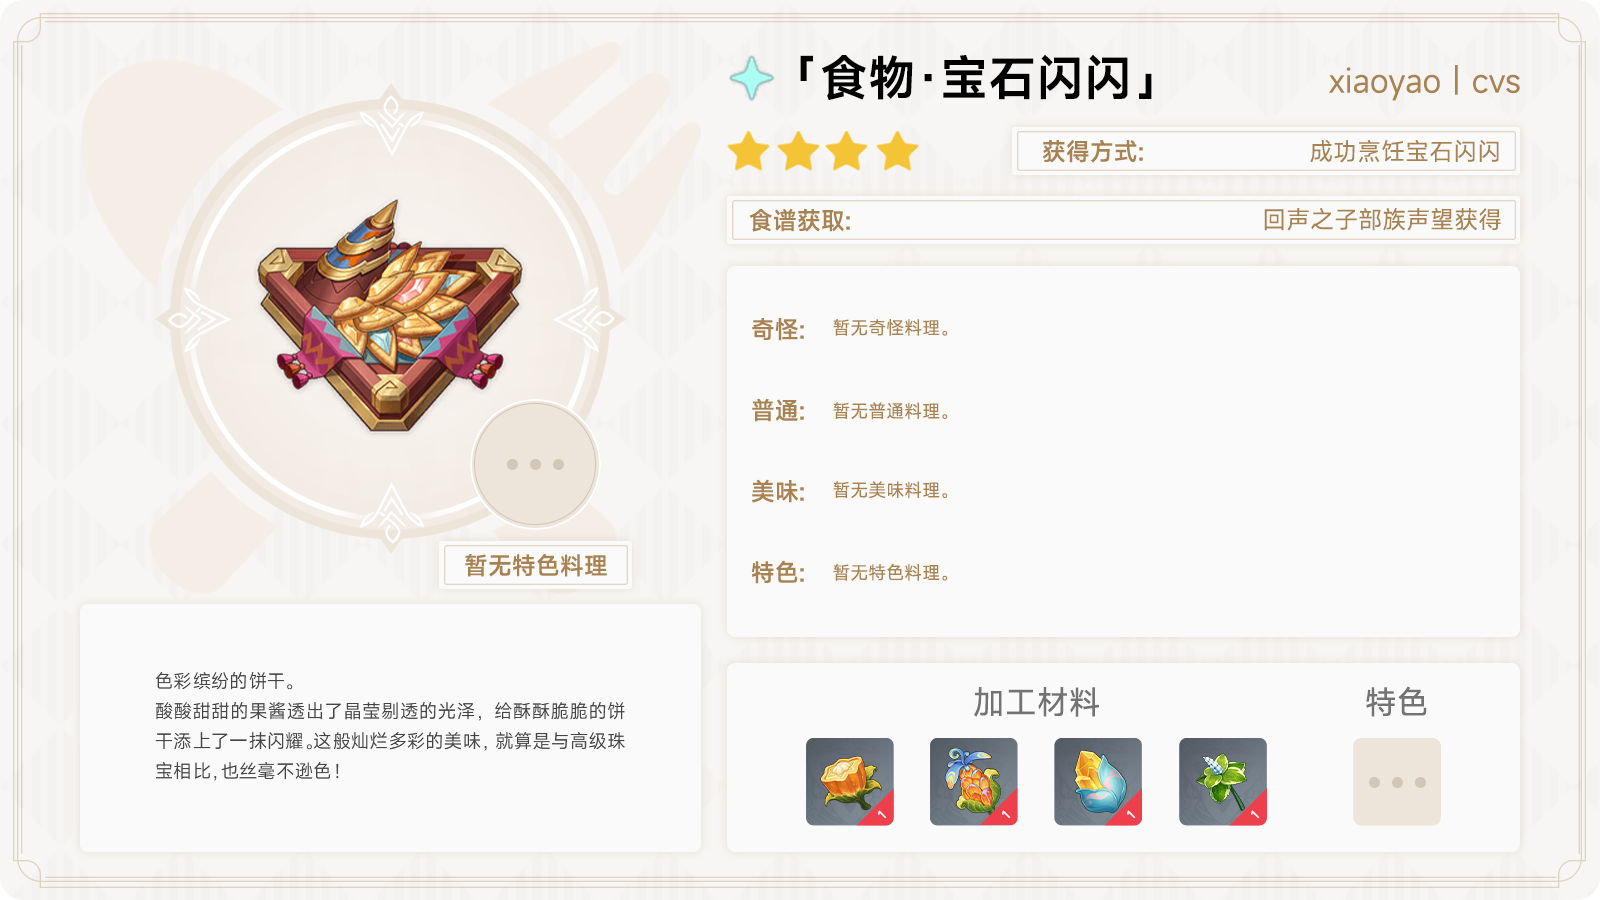 「食物·宝石闪闪」
xiaoyao | cvs
获得方式:
成功烹饪宝石闪闪
食谱获取:
回声之子部族声望获得
奇怪:
暂无奇怪料理。
普通:
暂无普通料理。
美味:
暂无美味料理。
特色:
暂无特色料理。
暂无特色料理
色彩缤纷的饼干。
酸酸甜甜的果酱透出了晶莹剔透的光泽，给酥酥脆脆的饼
干添上了一抹闪耀。这般灿烂多彩的美味，就算是与高级珠
宝相比，也丝毫不逊色！
加工材料
特色
1
1
1
1